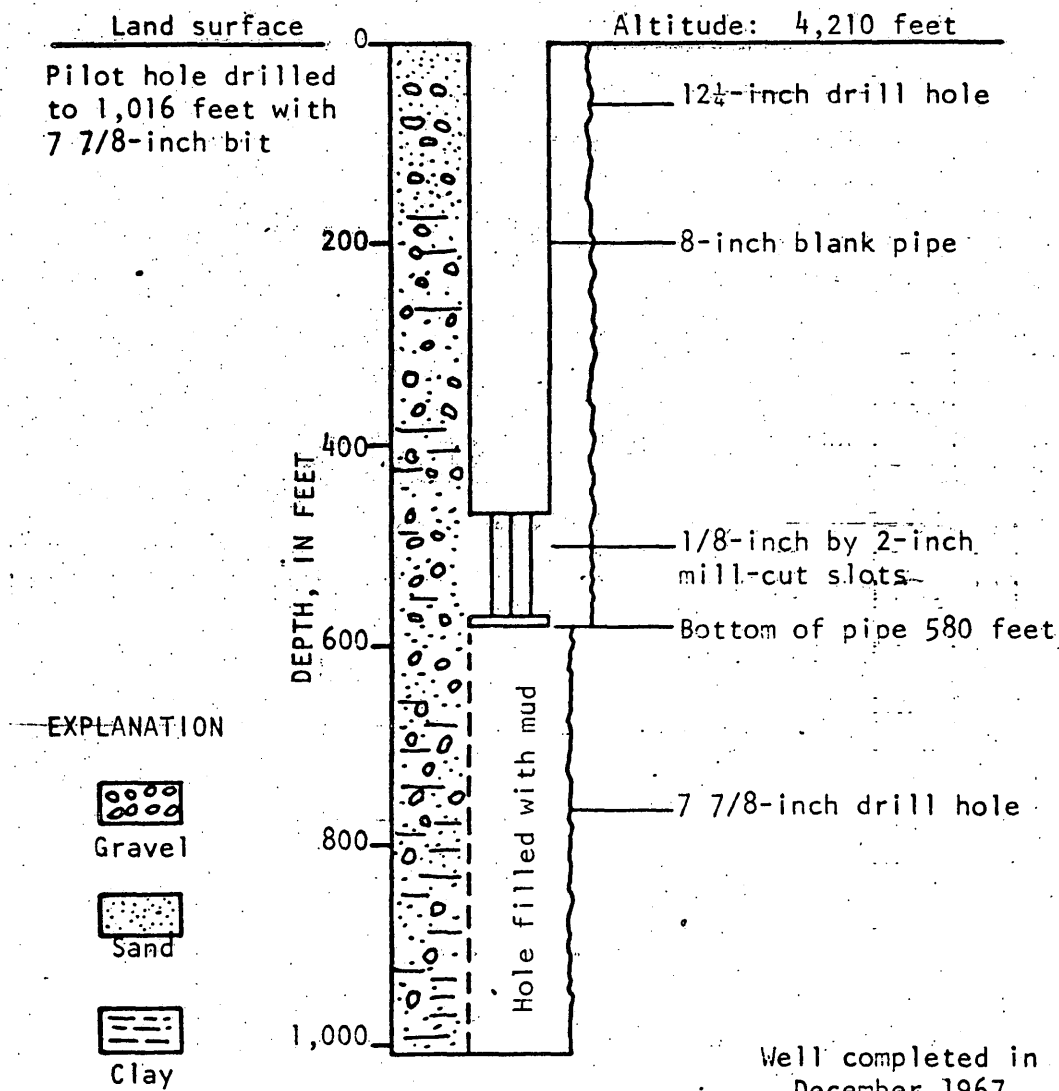 Land surface
Altitude: 4,210 feet
0
Pilot hole drilled
to 1,016 feet with
7 7/8-inch bit
12¼-inch drill hole
200
8-inch blank pipe
400
DEPTH, IN FEET
1/8-inch by 2-inch
mill-cut slots
Bottom of pipe 580 feet
600
Hole filled with mud
EXPLANATION
Gravel
7 7/8-inch drill hole
800
Sand
1,000
Clay
Well completed in
December 1967